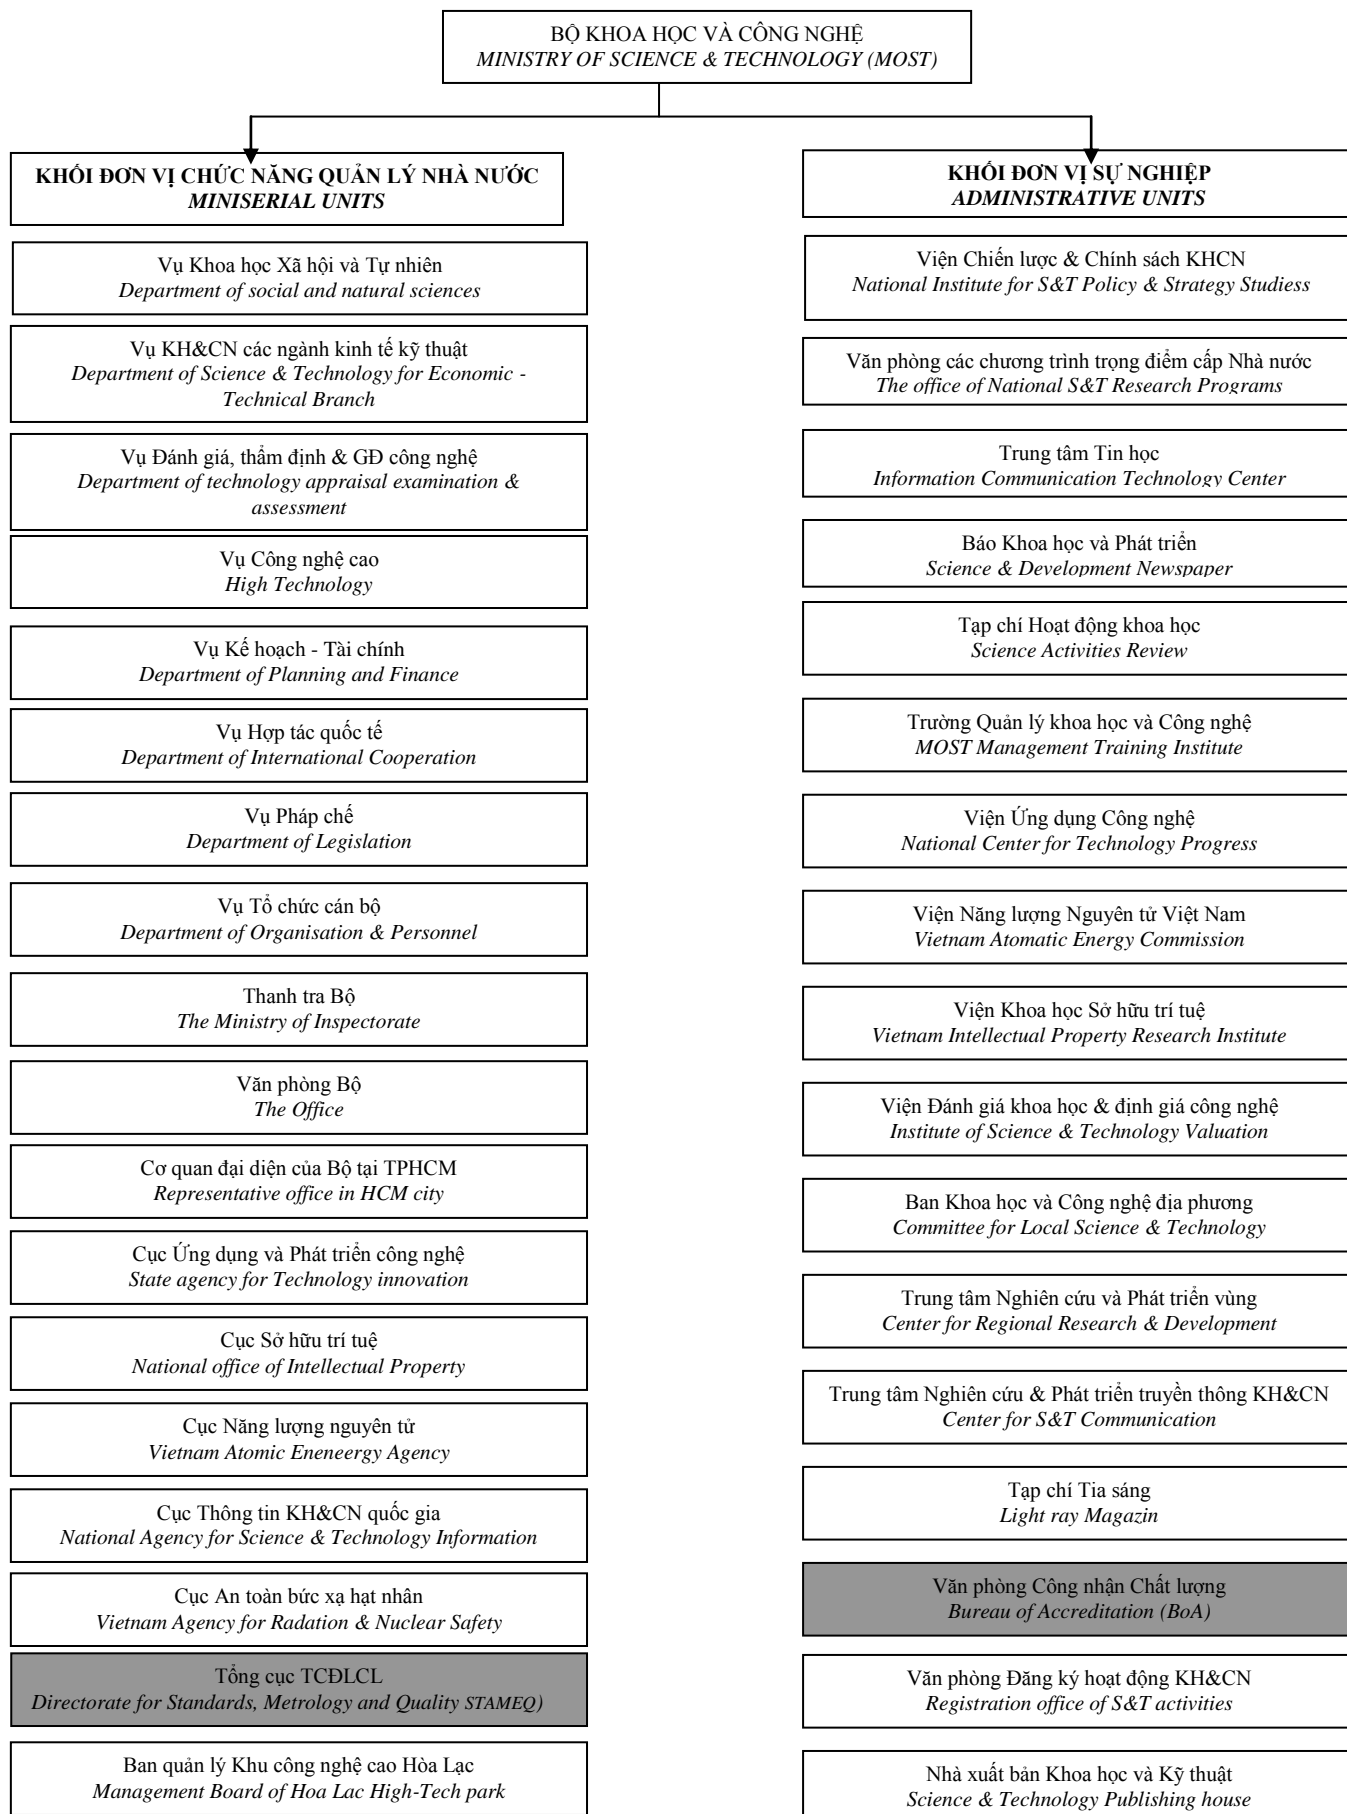 BỘ KHOA HỌC VÀ CÔNG NGHỆ
MINISTRY OF SCIENCE & TECHNOLOGY (MOST)
KHỐI ĐƠN VỊ CHỨC NĂNG QUẢN LÝ NHÀ NƯỚC
MINISERIAL UNITS
Vụ Khoa học Xã hội và Tự nhiên
Department of social and natural sciences
Vụ KH&CN các ngành kinh tế kỹ thuật
Department of Science & Technology for Economic -
Technical Branch
Vụ Đánh giá, thẩm định & GĐ công nghệ
Department of technology appraisal examination &
assessment
Vụ Công nghệ cao
High Technology
Vụ Kế hoạch - Tài chính
Department of Planning and Finance
Vụ Hợp tác quốc tế
Department of International Cooperation
Vụ Pháp chế
Department of Legislation
Vụ Tổ chức cán bộ
Department of Organisation & Personnel
Thanh tra Bộ
The Ministry of Inspectorate
Văn phòng Bộ
The Office
Cơ quan đại diện của Bộ tại TPHCM
Representative office in HCM city
Cục Ứng dụng và Phát triển công nghệ
State agency for Technology innovation
Cục Sở hữu trí tuệ
National office of Intellectual Property
Cục Năng lượng nguyên tử
Vietnam Atomic Eneneergy Agency
Cục Thông tin KH&CN quốc gia
National Agency for Science & Technology Information
Cục An toàn bức xạ hạt nhân
Vietnam Agency for Radation & Nuclear Safety
Tổng cục TCĐLCL
Directorate for Standards, Metrology and Quality STAMEQ)
Ban quản lý Khu công nghệ cao Hòa Lạc
Management Board of Hoa Lac High-Tech park
KHỐI ĐƠN VỊ SỰ NGHIỆP
ADMINISTRATIVE UNITS
Viện Chiến lược & Chính sách KHCN
National Institute for S&T Policy & Strategy Studiess
Văn phòng các chương trình trọng điểm cấp Nhà nước
The office of National S&T Research Programs
Trung tâm Tin học
Information Communication Technology Center
Báo Khoa học và Phát triển
Science & Development Newspaper
Tạp chí Hoạt động khoa học
Science Activities Review
Trường Quản lý khoa học và Công nghệ
MOST Management Training Institute
Viện Ứng dụng Công nghệ
National Center for Technology Progress
Viện Năng lượng Nguyên tử Việt Nam
Vietnam Atomatic Energy Commission
Viện Khoa học Sở hữu trí tuệ
Vietnam Intellectual Property Research Institute
Viện Đánh giá khoa học & định giá công nghệ
Institute of Science & Technology Valuation
Ban Khoa học và Công nghệ địa phương
Committee for Local Science & Technology
Trung tâm Nghiên cứu và Phát triển vùng
Center for Regional Research & Development
Trung tâm Nghiên cứu & Phát triển truyền thông KH&CN
Center for S&T Communication
Tạp chí Tia sáng
Light ray Magazin
Văn phòng Công nhận Chất lượng
Bureau of Accreditation (BoA)
Văn phòng Đăng ký hoạt động KH&CN
Registration office of S&T activities
Nhà xuất bản Khoa học và Kỹ thuật
Science & Technology Publishing house